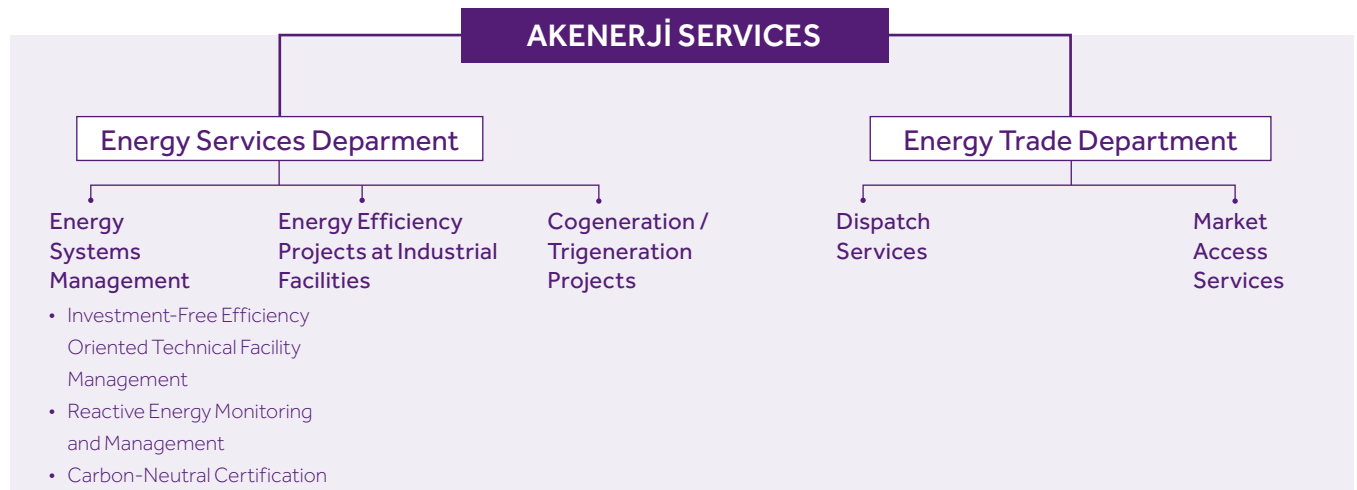 AKENERJİ SERVICES
Energy Services Deparment
Energy Trade Department
Energy
Systems
Management
Energy Efficiency
Projects at Industrial
Facilities
Cogeneration /
Trigeneration
Projects
Dispatch
Services
Market
Access
Services
• Investment-Free Efficiency
Oriented Technical Facility
Management
• Reactive Energy Monitoring
and Management
• Carbon-Neutral Certification